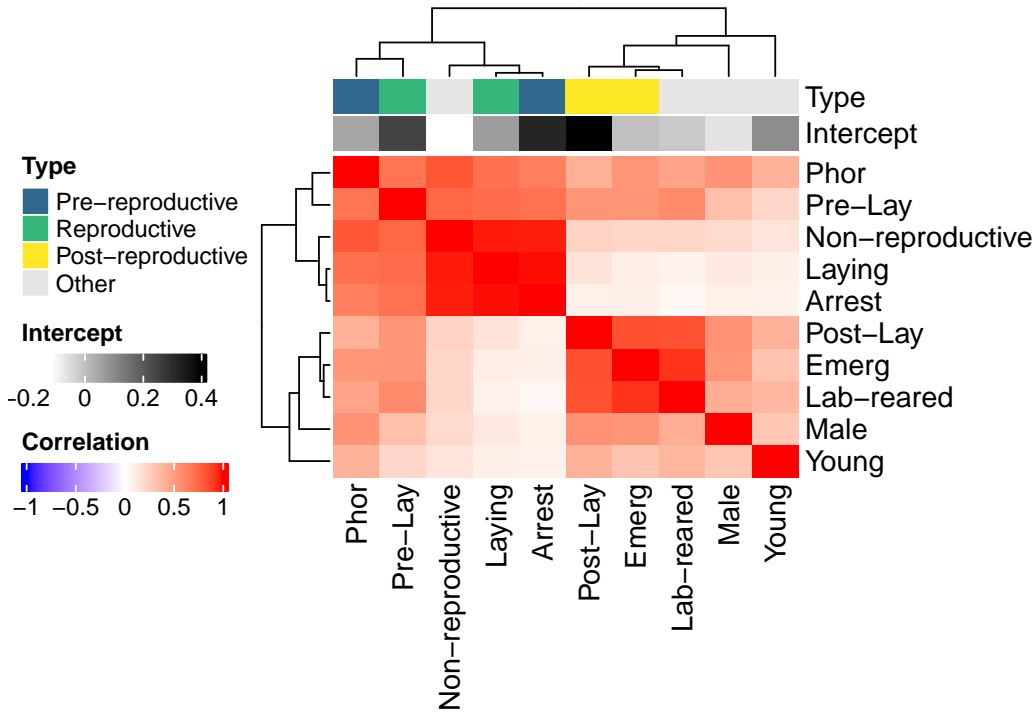 Type
Intercept
Phor
Pre−Lay
Non−reproductive
Laying
Arrest
Post−Lay
Emerg
Lab−reared
Male
Young
Type
Pre−reproductive
Reproductive
Post−reproductive
Other
Intercept
−0.2 0 0.2 0.4
Correlation
−1 −0.5 0 0.5 1
Phor
Pre−Lay
Non−reproductive
Laying
Arrest
Post−Lay
Emerg
Lab−reared
Male
Young